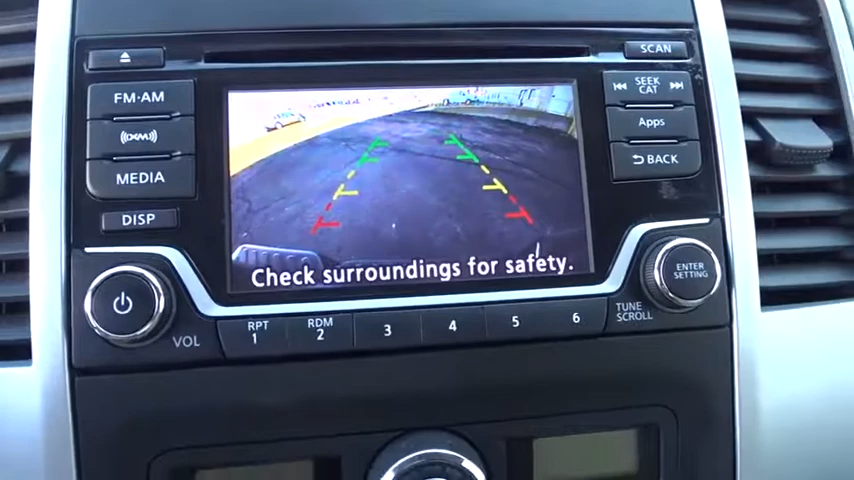 SCAN
FM·AM
SEEK
CAT
((XM))
Apps
MEDIA
BACK
DISP
Check surroundings for safety.
ENTER
SETTING
VOL
RPT
1
RDM
2
3
4
5
6
TUNE
SCROLL